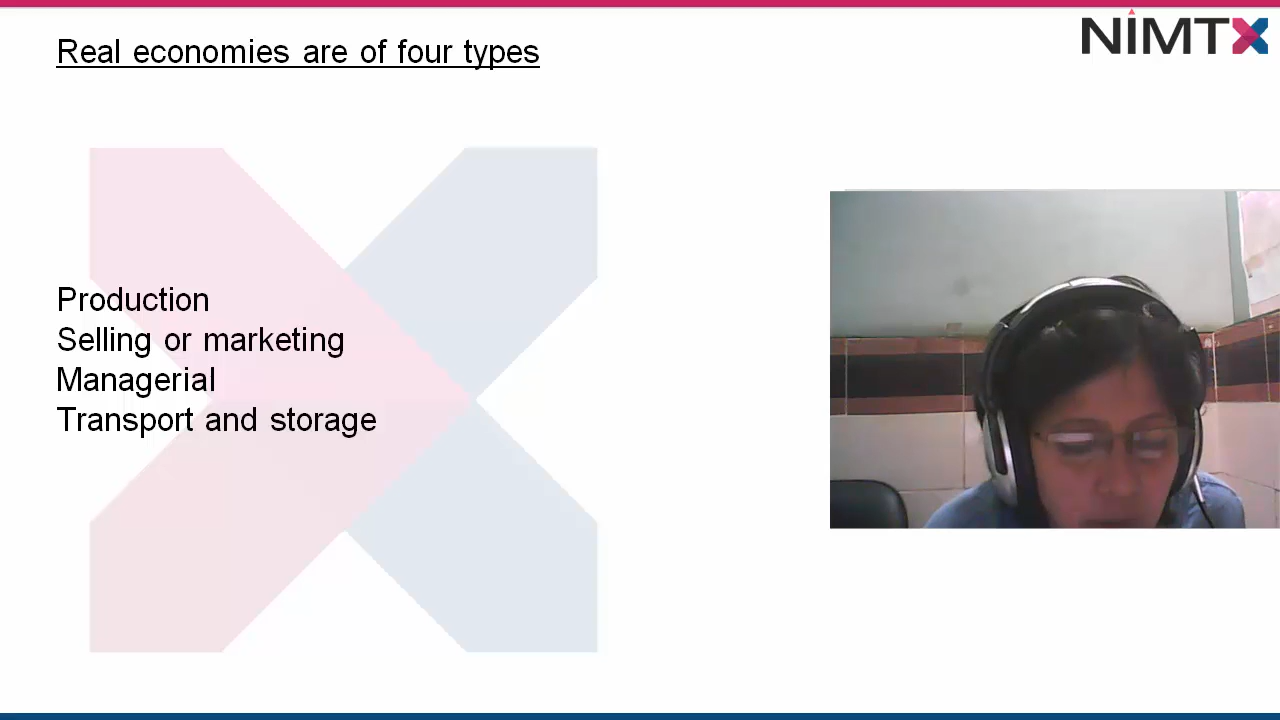 Real economies are of four types
NiMTX
Production
Selling or marketing
Managerial
Transport and storage